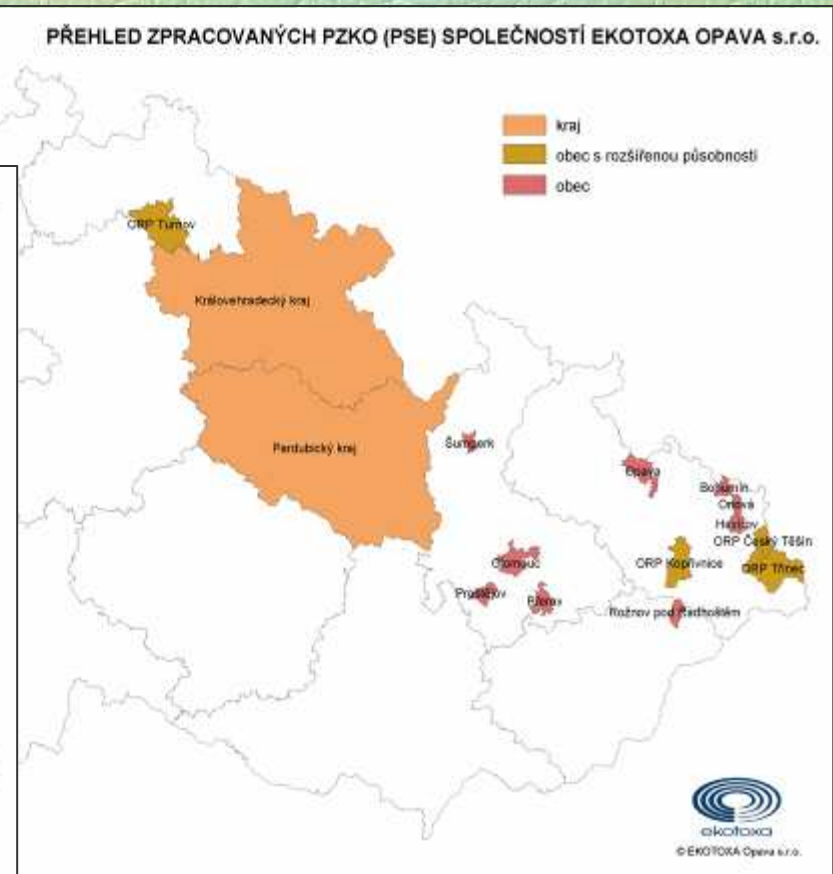 PŘEHLED ZPRACOVANÝCH PZKO (PSE) SPOLEČNOSTÍ EKOTOXA OPAVA s.r.o.
kraj
obec s rozšířenou působností
obec
ORP Turnov
Královehradecký kraj
Pardubický kraj
Šumperk
Opava
Bohumín
Orlová
Havířov
ORP Český Těšín
Olomouc
ORP Kopřivnice
ORP Třinec
Prostějov
Přerov
Rožnov pod Radhoštěm
ekotoxa
© EKOTOXA Opava s.r.o.